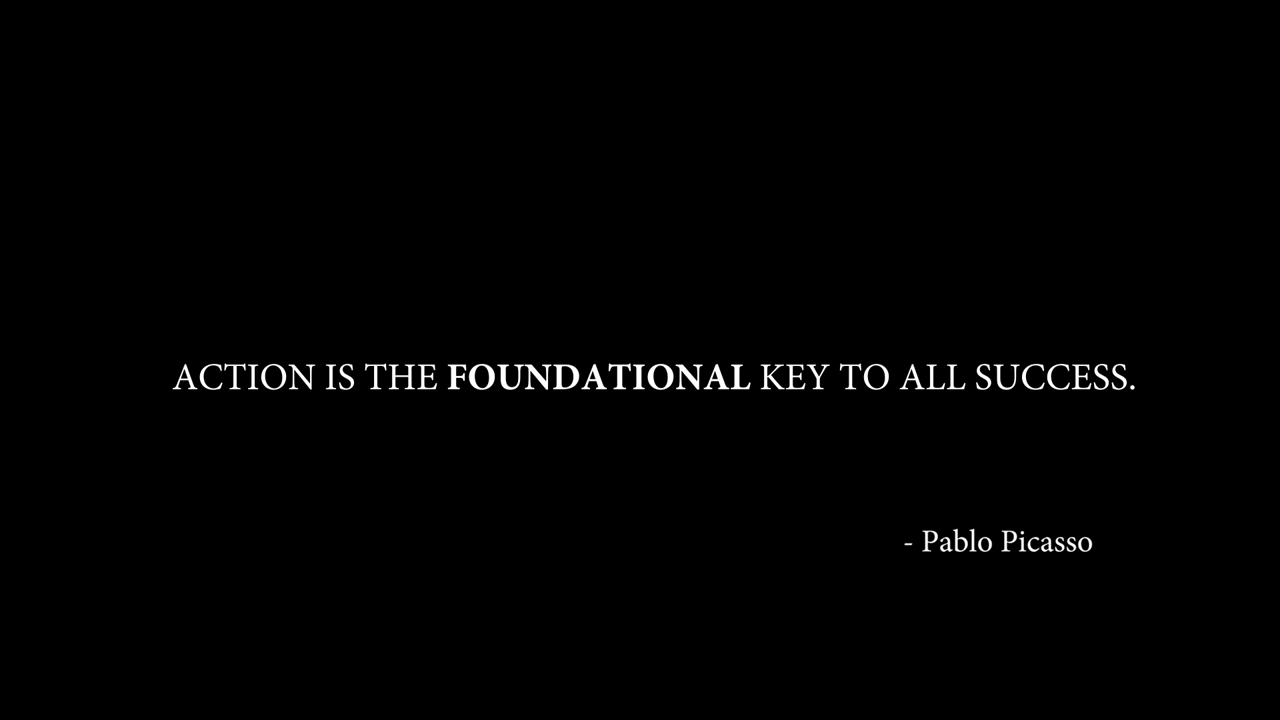 ACTION IS THE FOUNDATIONAL KEY TO ALL SUCCESS.
- Pablo Picasso